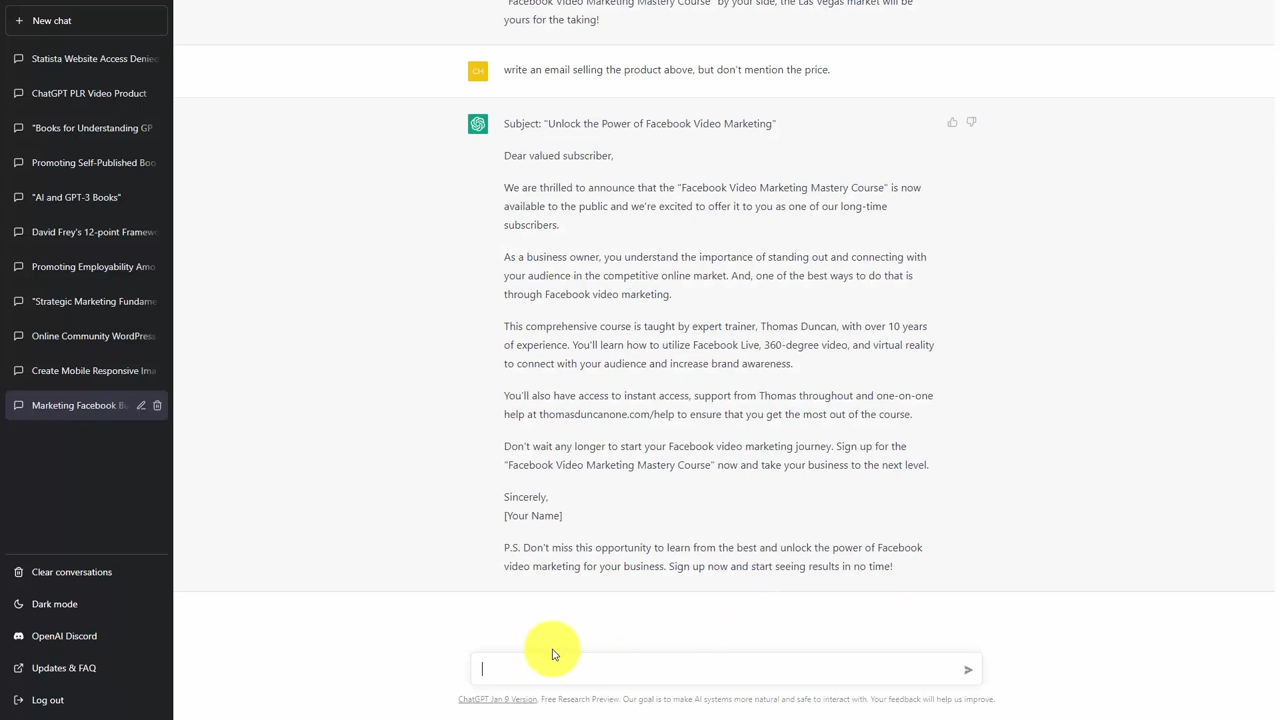 New chat
Statista Website Access Denie
ChatGPT PLR Video Product
"Books for Understanding GP
Promoting Self-Published Boo
"AI and GPT-3 Books"
David Frey's 12-point Framew
Promoting Employability Amo
"Strategic Marketing Fundame
Online Community WordPress
Create Mobile Responsive Ima
Marketing Facebook Bu
Clear conversations
Dark mode
OpenAI Discord
Updates & FAQ
Log out
"Facebook Video Marketing Mastery Course" by your side, the Las Vegas market will be
yours for the taking!
CH
write an email selling the product above, but don't mention the price.
Subject: "Unlock the Power of Facebook Video Marketing"
Dear valued subscriber,
We are thrilled to announce that the "Facebook Video Marketing Mastery Course" is now
available to the public and we're excited to offer it to you as one of our long-time
subscribers.
As a business owner, you understand the importance of standing out and connecting with
your audience in the competitive online market. And, one of the best ways to do that is
through Facebook video marketing.
This comprehensive course is taught by expert trainer, Thomas Duncan, with over 10 years
of experience. You'll learn how to utilize Facebook Live, 360-degree video, and virtual reality
to connect with your audience and increase brand awareness.
You'll also have access to instant access, support from Thomas throughout and one-on-one
help at thomasduncanone.com/help to ensure that you get the most out of the course.
Don't wait any longer to start your Facebook video marketing journey. Sign up for the
"Facebook Video Marketing Mastery Course" now and take your business to the next level.
Sincerely,
[Your Name]
P.S. Don't miss this opportunity to learn from the best and unlock the power of Facebook
video marketing for your business. Sign up now and start seeing results in no time!
ChatGPT Jan 9 Version. Free Research Preview. Our goal is to make AI systems more natural and safe to interact with. Your feedback will help us improve.